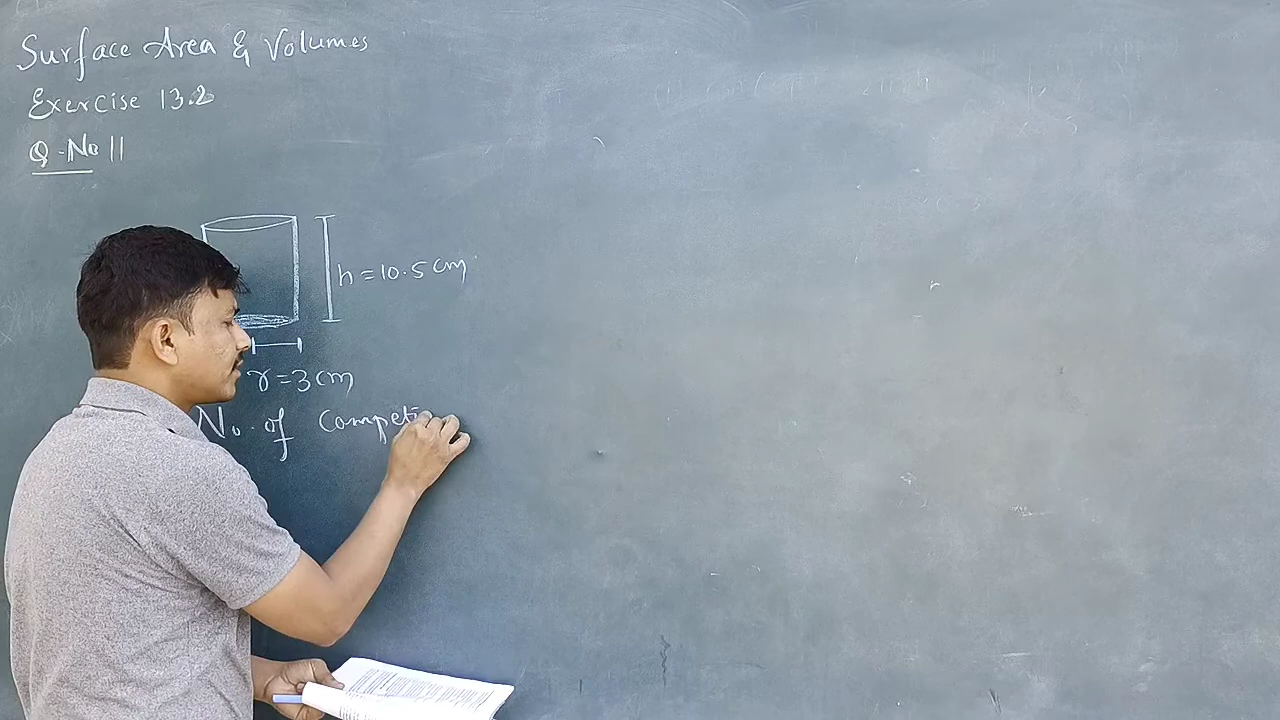 Surface Area & Volumes
Exercise 13.2
Q.No 11
h = 10.5 cm
r = 3 cm
No. of Competi